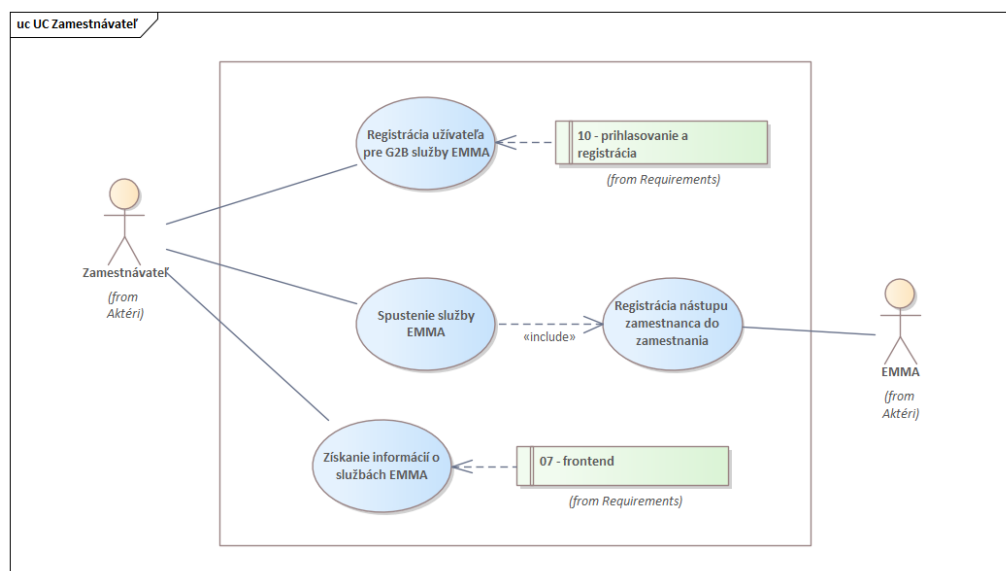 uc UC Zamestnávateľ
Registrácia užívateľa
pre G2B služby EMMA
10 - prihlasovanie a
registrácia
(from Requirements)
Zamestnávateľ
(from
Aktéri)
Spustenie služby
EMMA
«include»
Registrácia nástupu
zamestnanca do
zamestnania
EMMA
(from
Aktéri)
Získanie informácií o
službách EMMA
07 - frontend
(from Requirements)